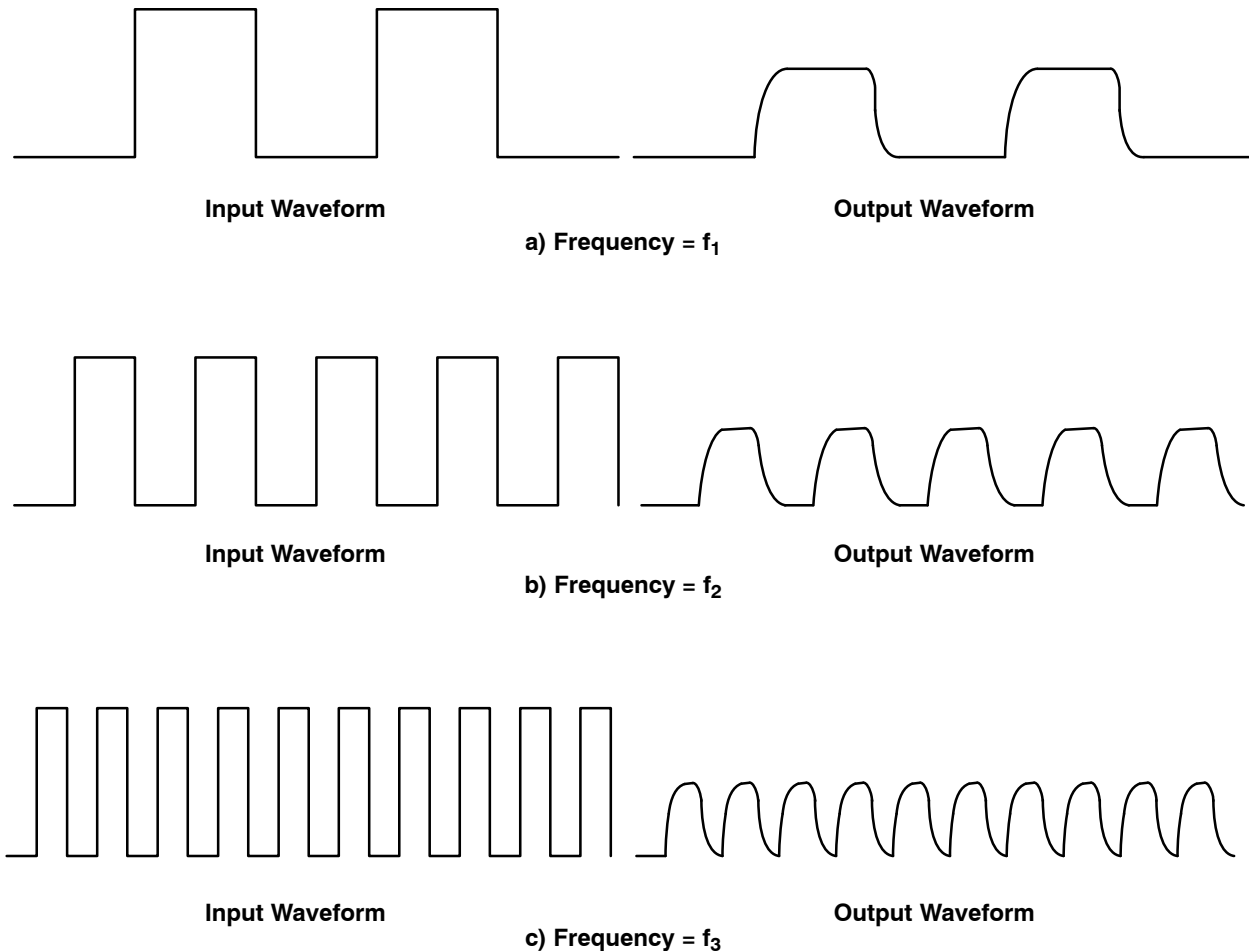 Input Waveform
Output Waveform
a) Frequency = f1
Input Waveform
Output Waveform
b) Frequency = f2
Input Waveform
Output Waveform
c) Frequency = f3